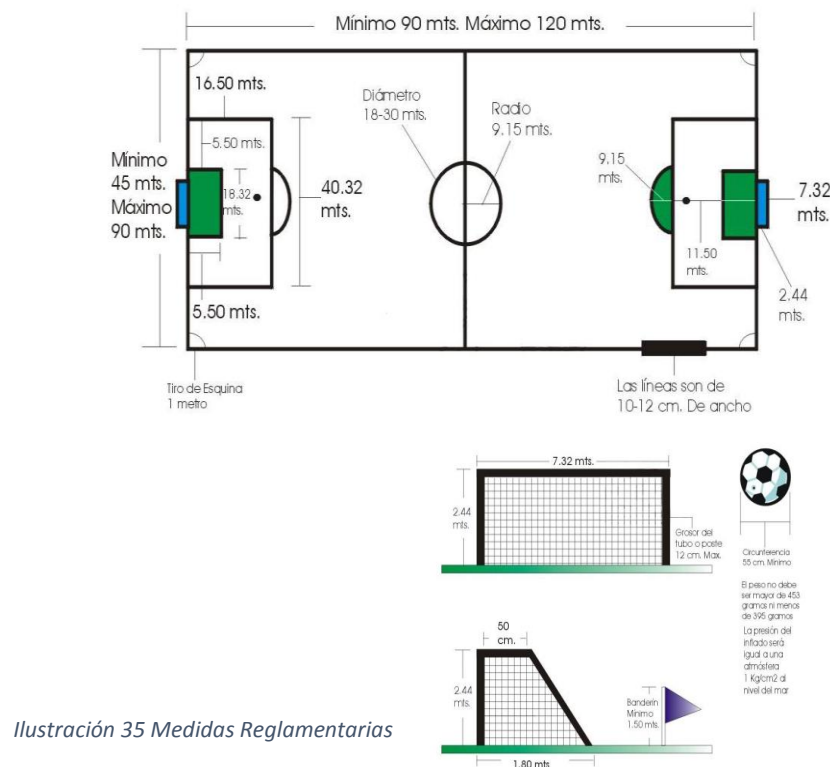 Mínimo 90 mts. Máximo 120 mts.
16.50 mts.
Diámetro
18-30 mts.
Radio
9.15 mts.
5.50 mts.
Mínimo
45 mts.
Máximo
90 mts.
18.32
mts.
40.32
mts.
9.15
mts.
7.32
mts.
11.50
mts.
5.50 mts.
2.44
mts.
Tiro de Esquina
1 metro
Las líneas son de
10-12 cm. De ancho
7.32 mts.
2.44
mts.
Grosor del
tubo o poste
12 cm. Max.
Circunferencia
55 cm. Mínimo
El peso no debe
ser mayor de 453
gramos ni menos
de 395 gramos
La presión del
inflado será
igual a una
atmósfera
1 Kg/cm2 al
nivel del mar
50
cm.
2.44
mts.
Banderín
Mínimo
1.50 mts.
1.80 mts
Ilustración 35 Medidas Reglamentarias